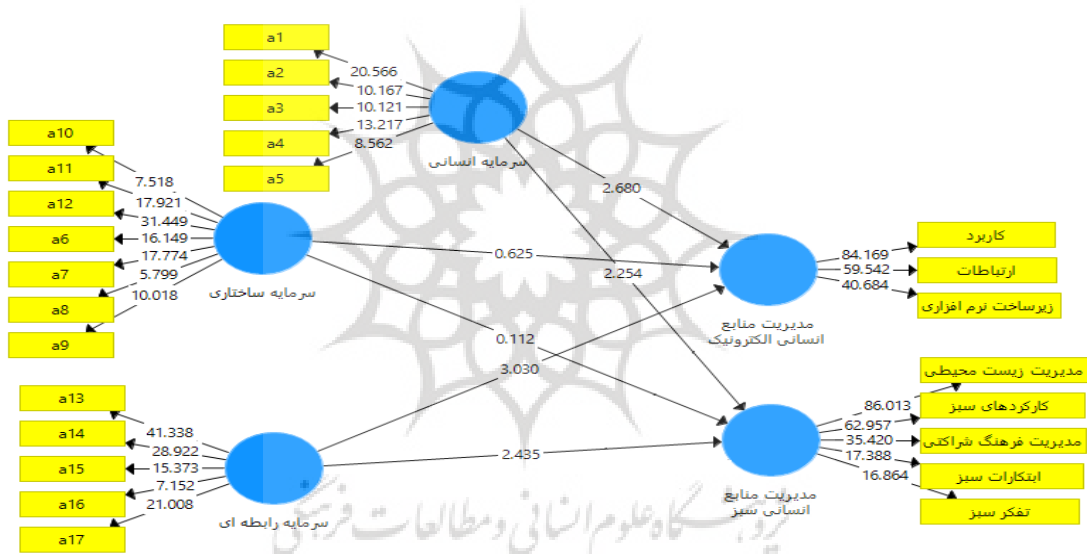 a1
a2
a3
a4
a5
20.566
10.167
10.121
13.217
8.562
سرمایه انسانی
a10
a11
a12
a6
a7
a8
a9
7.518
17.921
31.449
16.149
17.774
5.799
10.018
سرمایه ساختاری
a13
a14
a15
a16
a17
41.338
28.922
15.373
7.152
21.008
سرمایه رابطه ای
2.680
0.625
2.254
0.112
3.030
2.435
مدیریت منابع
انسانی الکترونیک
84.169
59.542
40.684
کاربرد
ارتباطات
زیرساخت نرم افزاری
مدیریت منابع
انسانی سبز
86.013
62.957
35.420
17.388
16.864
مدیریت زیست محیطی
کارکردهای سبز
مدیریت فرهنگ شراکتی
ابتکارات سبز
تفکر سبز
پژوهشگاه علوم انسانی و مطالعات فرهنگی